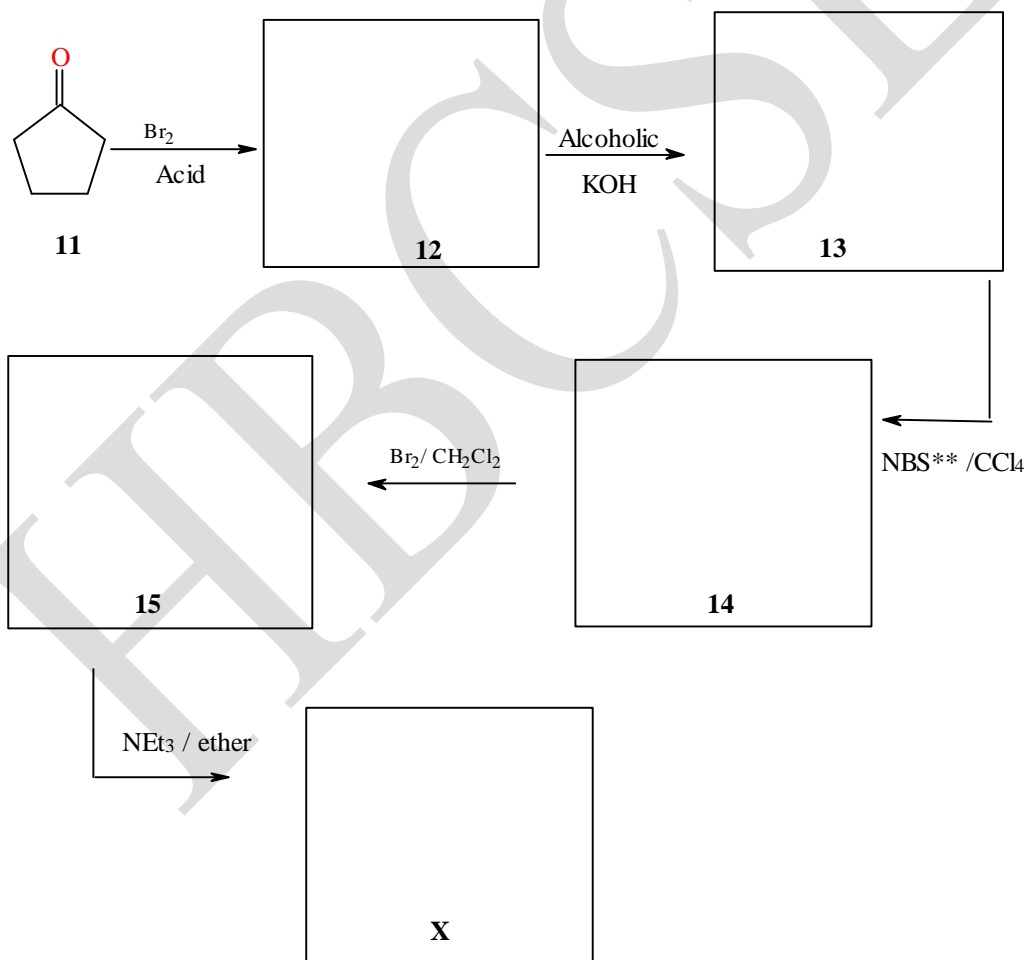 O
Br2
Acid
11
12
Alcoholic
KOH
13
NBS** /CCl4
14
Br2/ CH2Cl2
15
NEt3 / ether
X
HBCSE